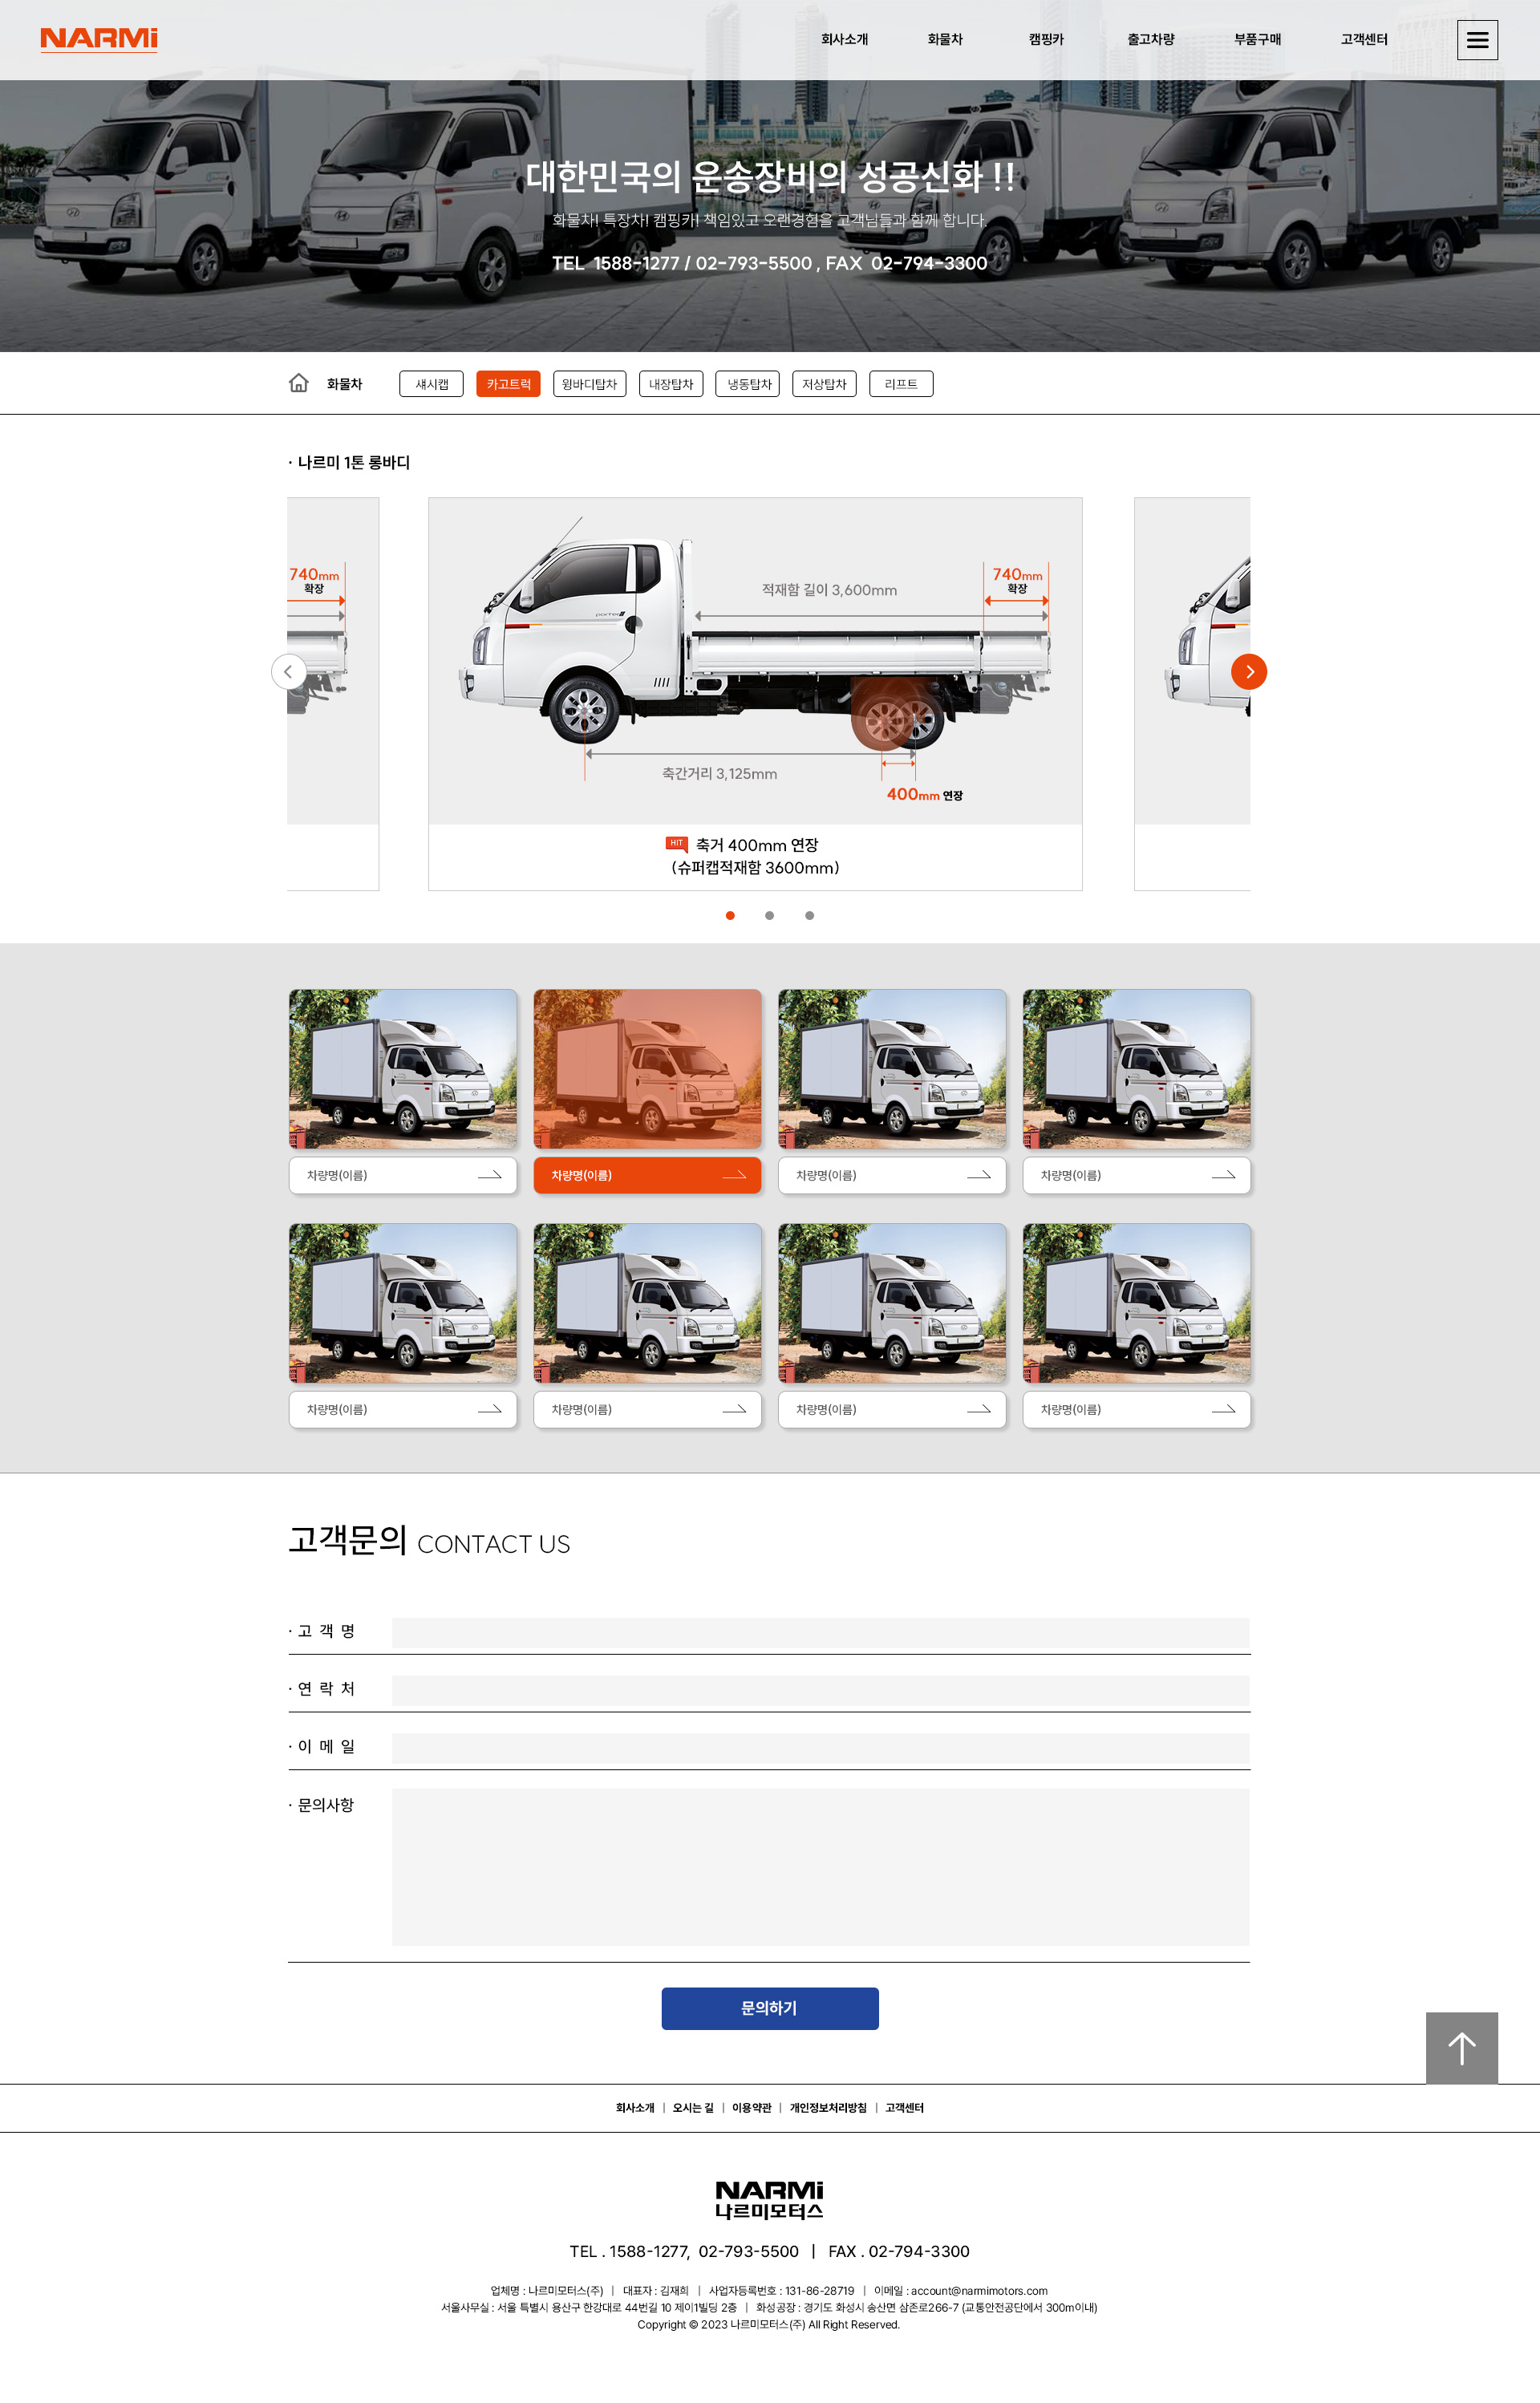 NARMi
회사소개 화물차 캠핑카 출고차량 부품구매 고객센터
대한민국의 운송장비의 성공신화 !!
화물차! 특장차! 캠핑카! 책임있고 오랜경험을 고객님들과 함께 합니다.
TEL 1588-1277 / 02-793-5500 , FAX 02-794-3300
화물차 섀시캡 카고트럭 윙바디탑차 내장탑차 냉동탑차 저상탑차 리프트
· 나르미 1톤 롱바디
740mm
확장
적재함 길이 3,600mm
740mm
확장
축간거리 3,125mm
400mm 연장
HIT 축거 400mm 연장
(슈퍼캡적재함 3600mm)
차량명(이름) 차량명(이름) 차량명(이름) 차량명(이름)
차량명(이름) 차량명(이름) 차량명(이름) 차량명(이름)
고객문의 CONTACT US
· 고 객 명
· 연 락 처
· 이 메 일
· 문의사항
문의하기
회사소개 | 오시는 길 | 이용약관 | 개인정보처리방침 | 고객센터
NARMi
나르미모터스
TEL . 1588-1277, 02-793-5500 | FAX . 02-794-3300
업체명 : 나르미모터스(주) | 대표자 : 김재희 | 사업자등록번호 : 131-86-28719 | 이메일 : account@narmimotors.com
서울사무실 : 서울 특별시 용산구 한강대로 44번길 10 제이1빌딩 2층 | 화성공장 : 경기도 화성시 송산면 삼존로266-7 (교통안전공단에서 300m이내)
Copyright © 2023 나르미모터스(주) All Right Reserved.